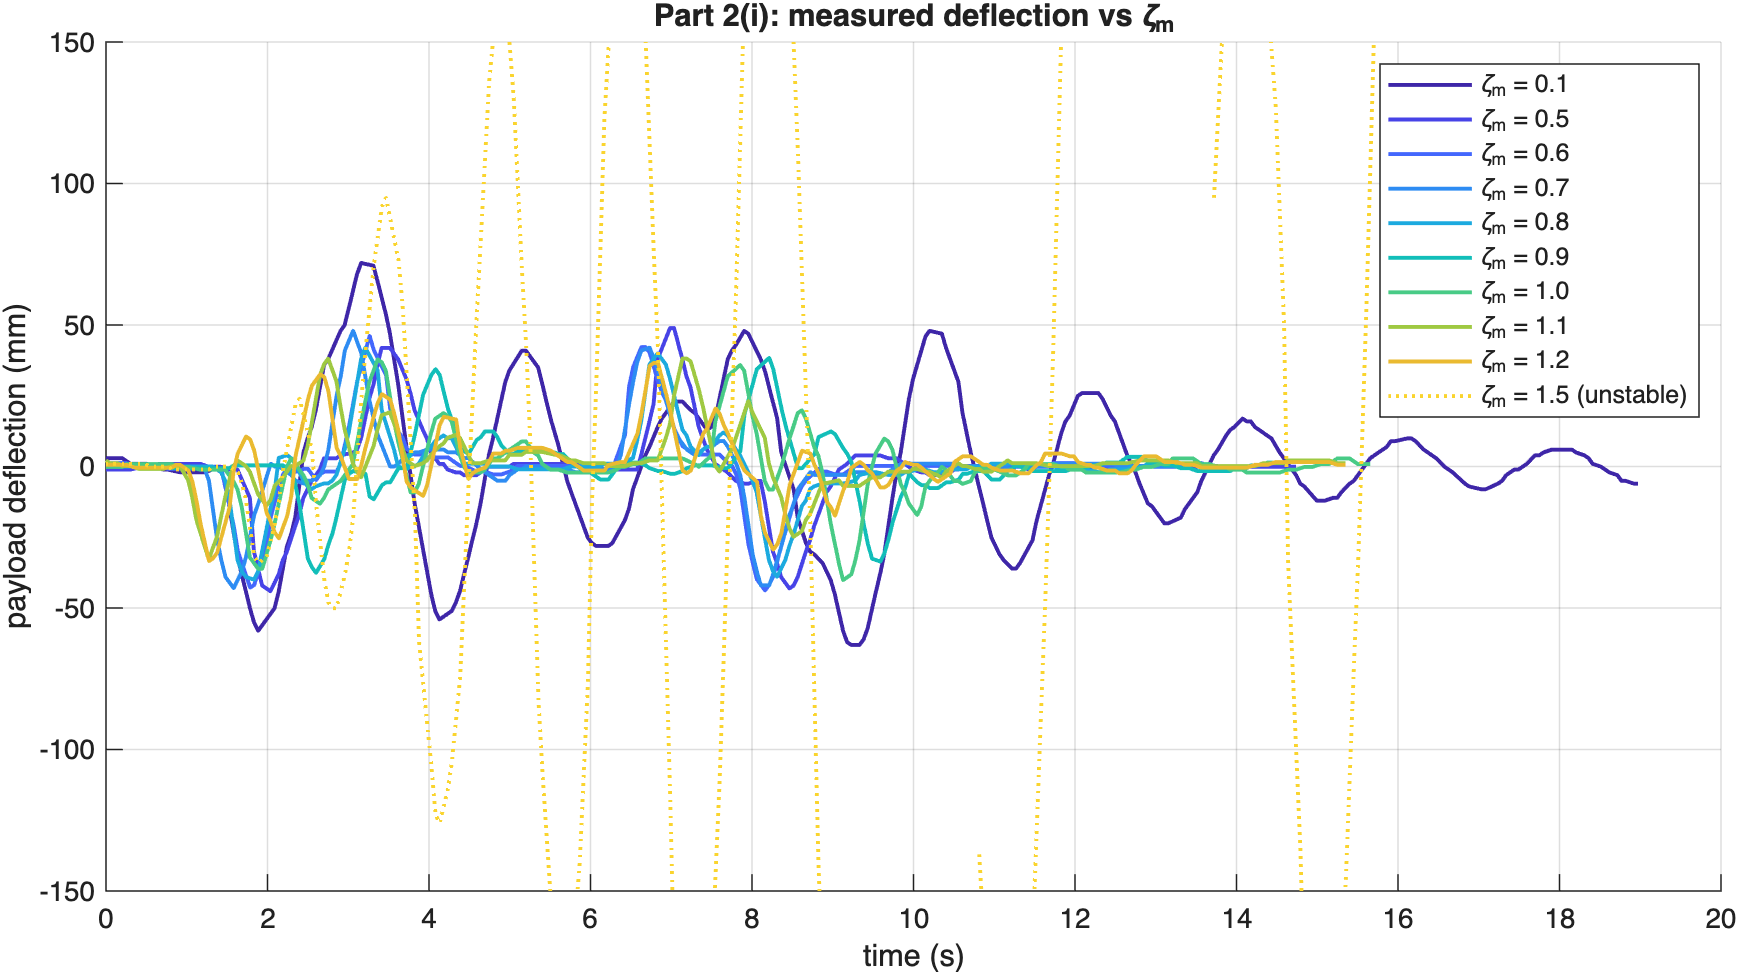 Part 2(i): measured deflection vs ζm
150
100
50
0
-50
-100
-150
payload deflection (mm)
0 2 4 6 8 10 12 14 16 18 20
time (s)
ζm = 0.1
ζm = 0.5
ζm = 0.6
ζm = 0.7
ζm = 0.8
ζm = 0.9
ζm = 1.0
ζm = 1.1
ζm = 1.2
ζm = 1.5 (unstable)